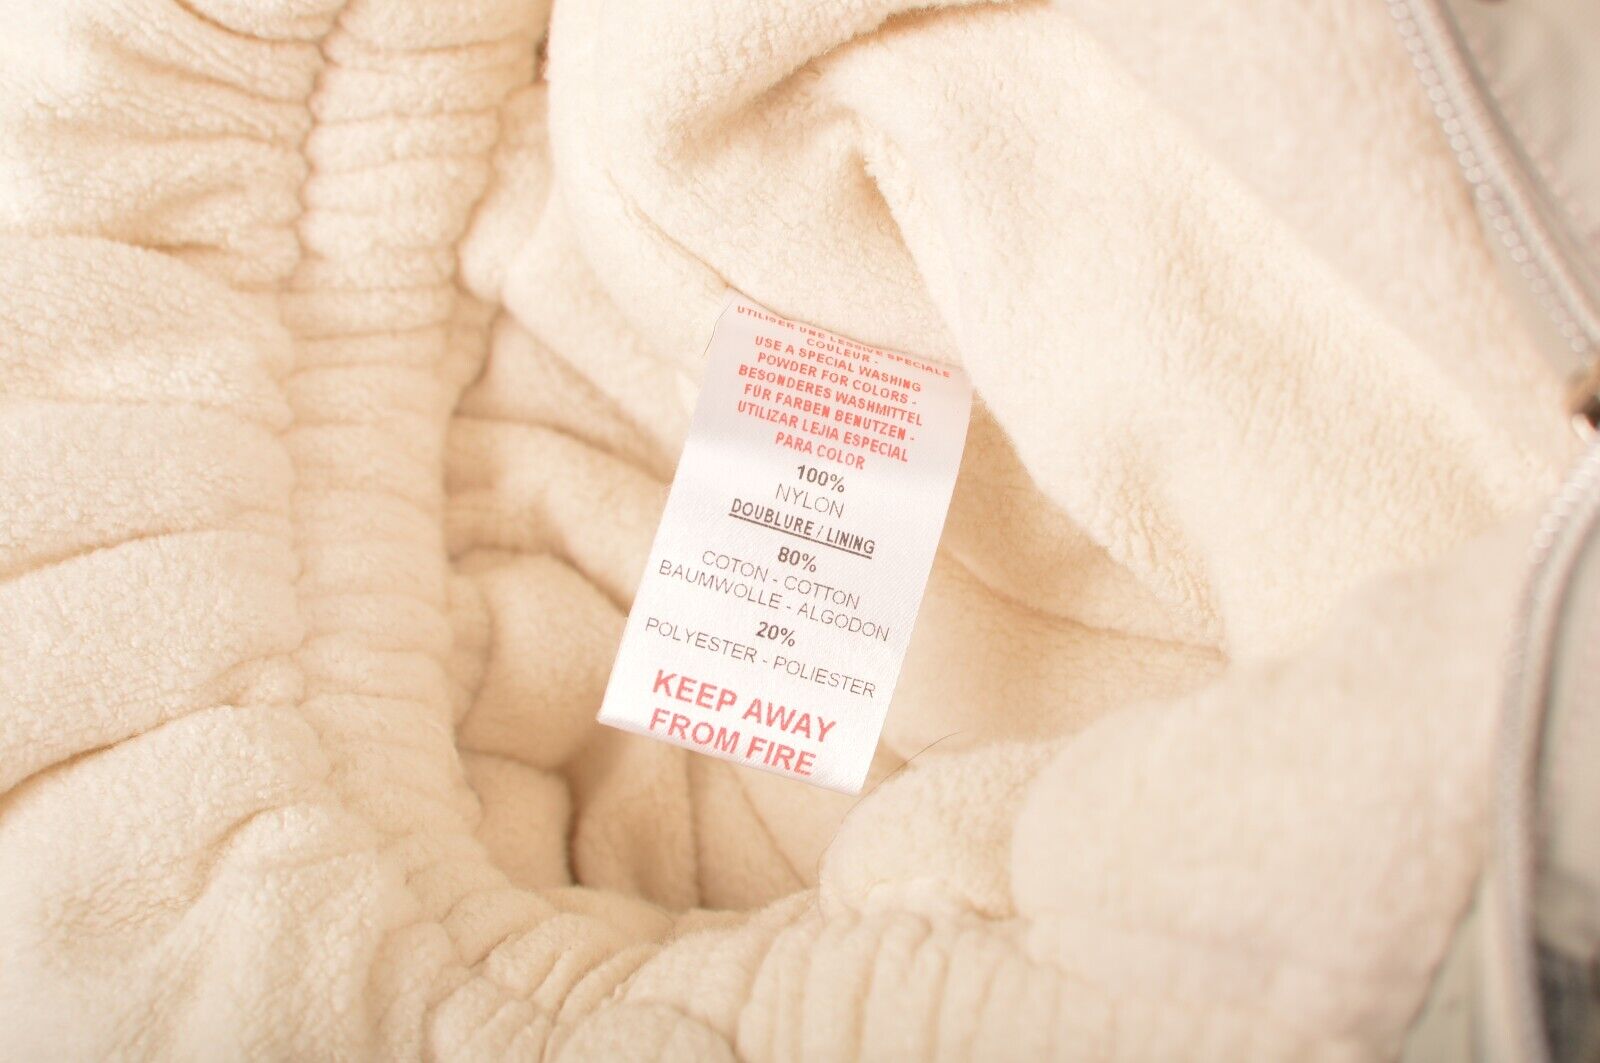 UTILISER UNE LESSIVE SPECIALE
COULEUR -
USE A SPECIAL WASHING
POWDER FOR COLORS -
BESONDERES WASHMITTEL
FÜR FARBEN BENUTZEN -
UTILIZAR LEJIA ESPECIAL
PARA COLOR
100%
NYLON
DOUBLURE / LINING
80%
COTON - COTTON
BAUMWOLLE - ALGODON
20%
POLYESTER - POLIESTER
KEEP AWAY
FROM FIRE